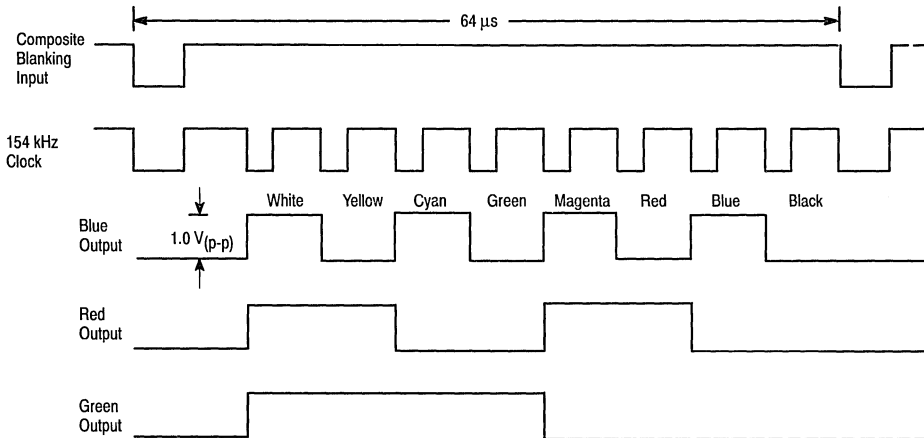 64 μs
Composite
Blanking
Input
154 kHz
Clock
White Yellow Cyan Green Magenta Red Blue Black
Blue
Output
1.0 V(p-p)
Red
Output
Green
Output